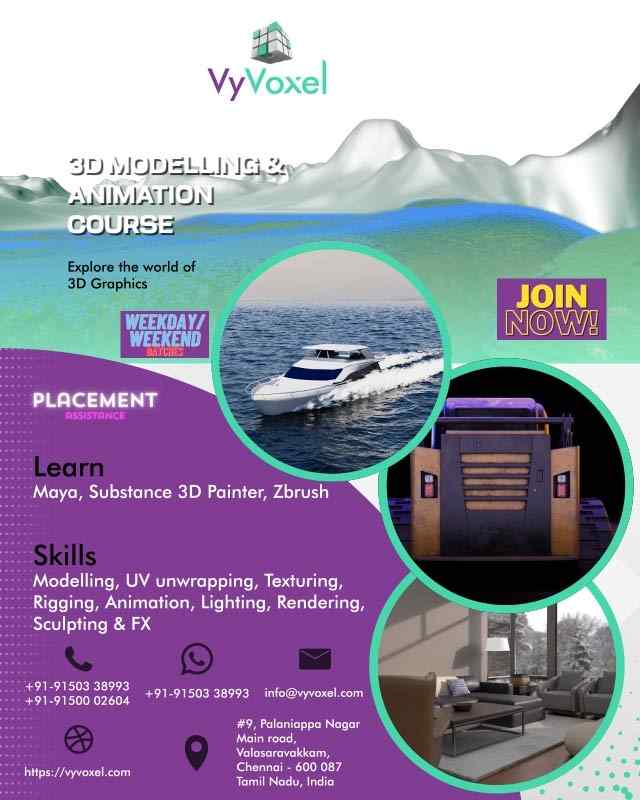 VyVoxel
3D MODELLING &
ANIMATION
COURSE
Explore the world of
3D Graphics
WEEKDAY/
WEEKEND
BATCHES
JOIN
NOW!
PLACEMENT
ASSISTANCE
Learn
Maya, Substance 3D Painter, Zbrush
Skills
Modelling, UV unwrapping, Texturing,
Rigging, Animation, Lighting, Rendering,
Sculpting & FX
+91-91503 38993
+91-91500 02604
+91-91503 38993
info@vyvoxel.com
https://vyvoxel.com
#9, Palaniappa Nagar
Main road,
Valasaravakkam,
Chennai - 600 087
Tamil Nadu, India